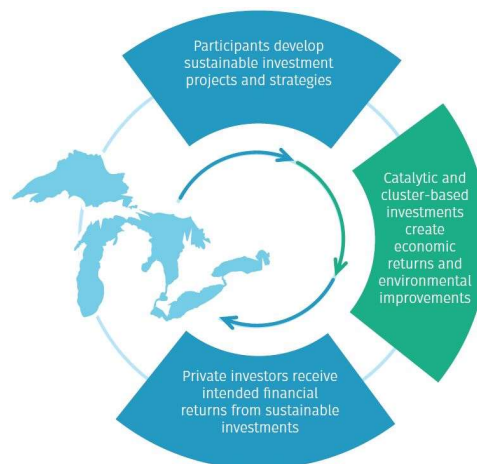 Participants develop
sustainable investment
projects and strategies
Catalytic and
cluster-based
investments
create
economic
returns and
environmental
improvements
Private investors receive
intended financial
returns from sustainable
investments